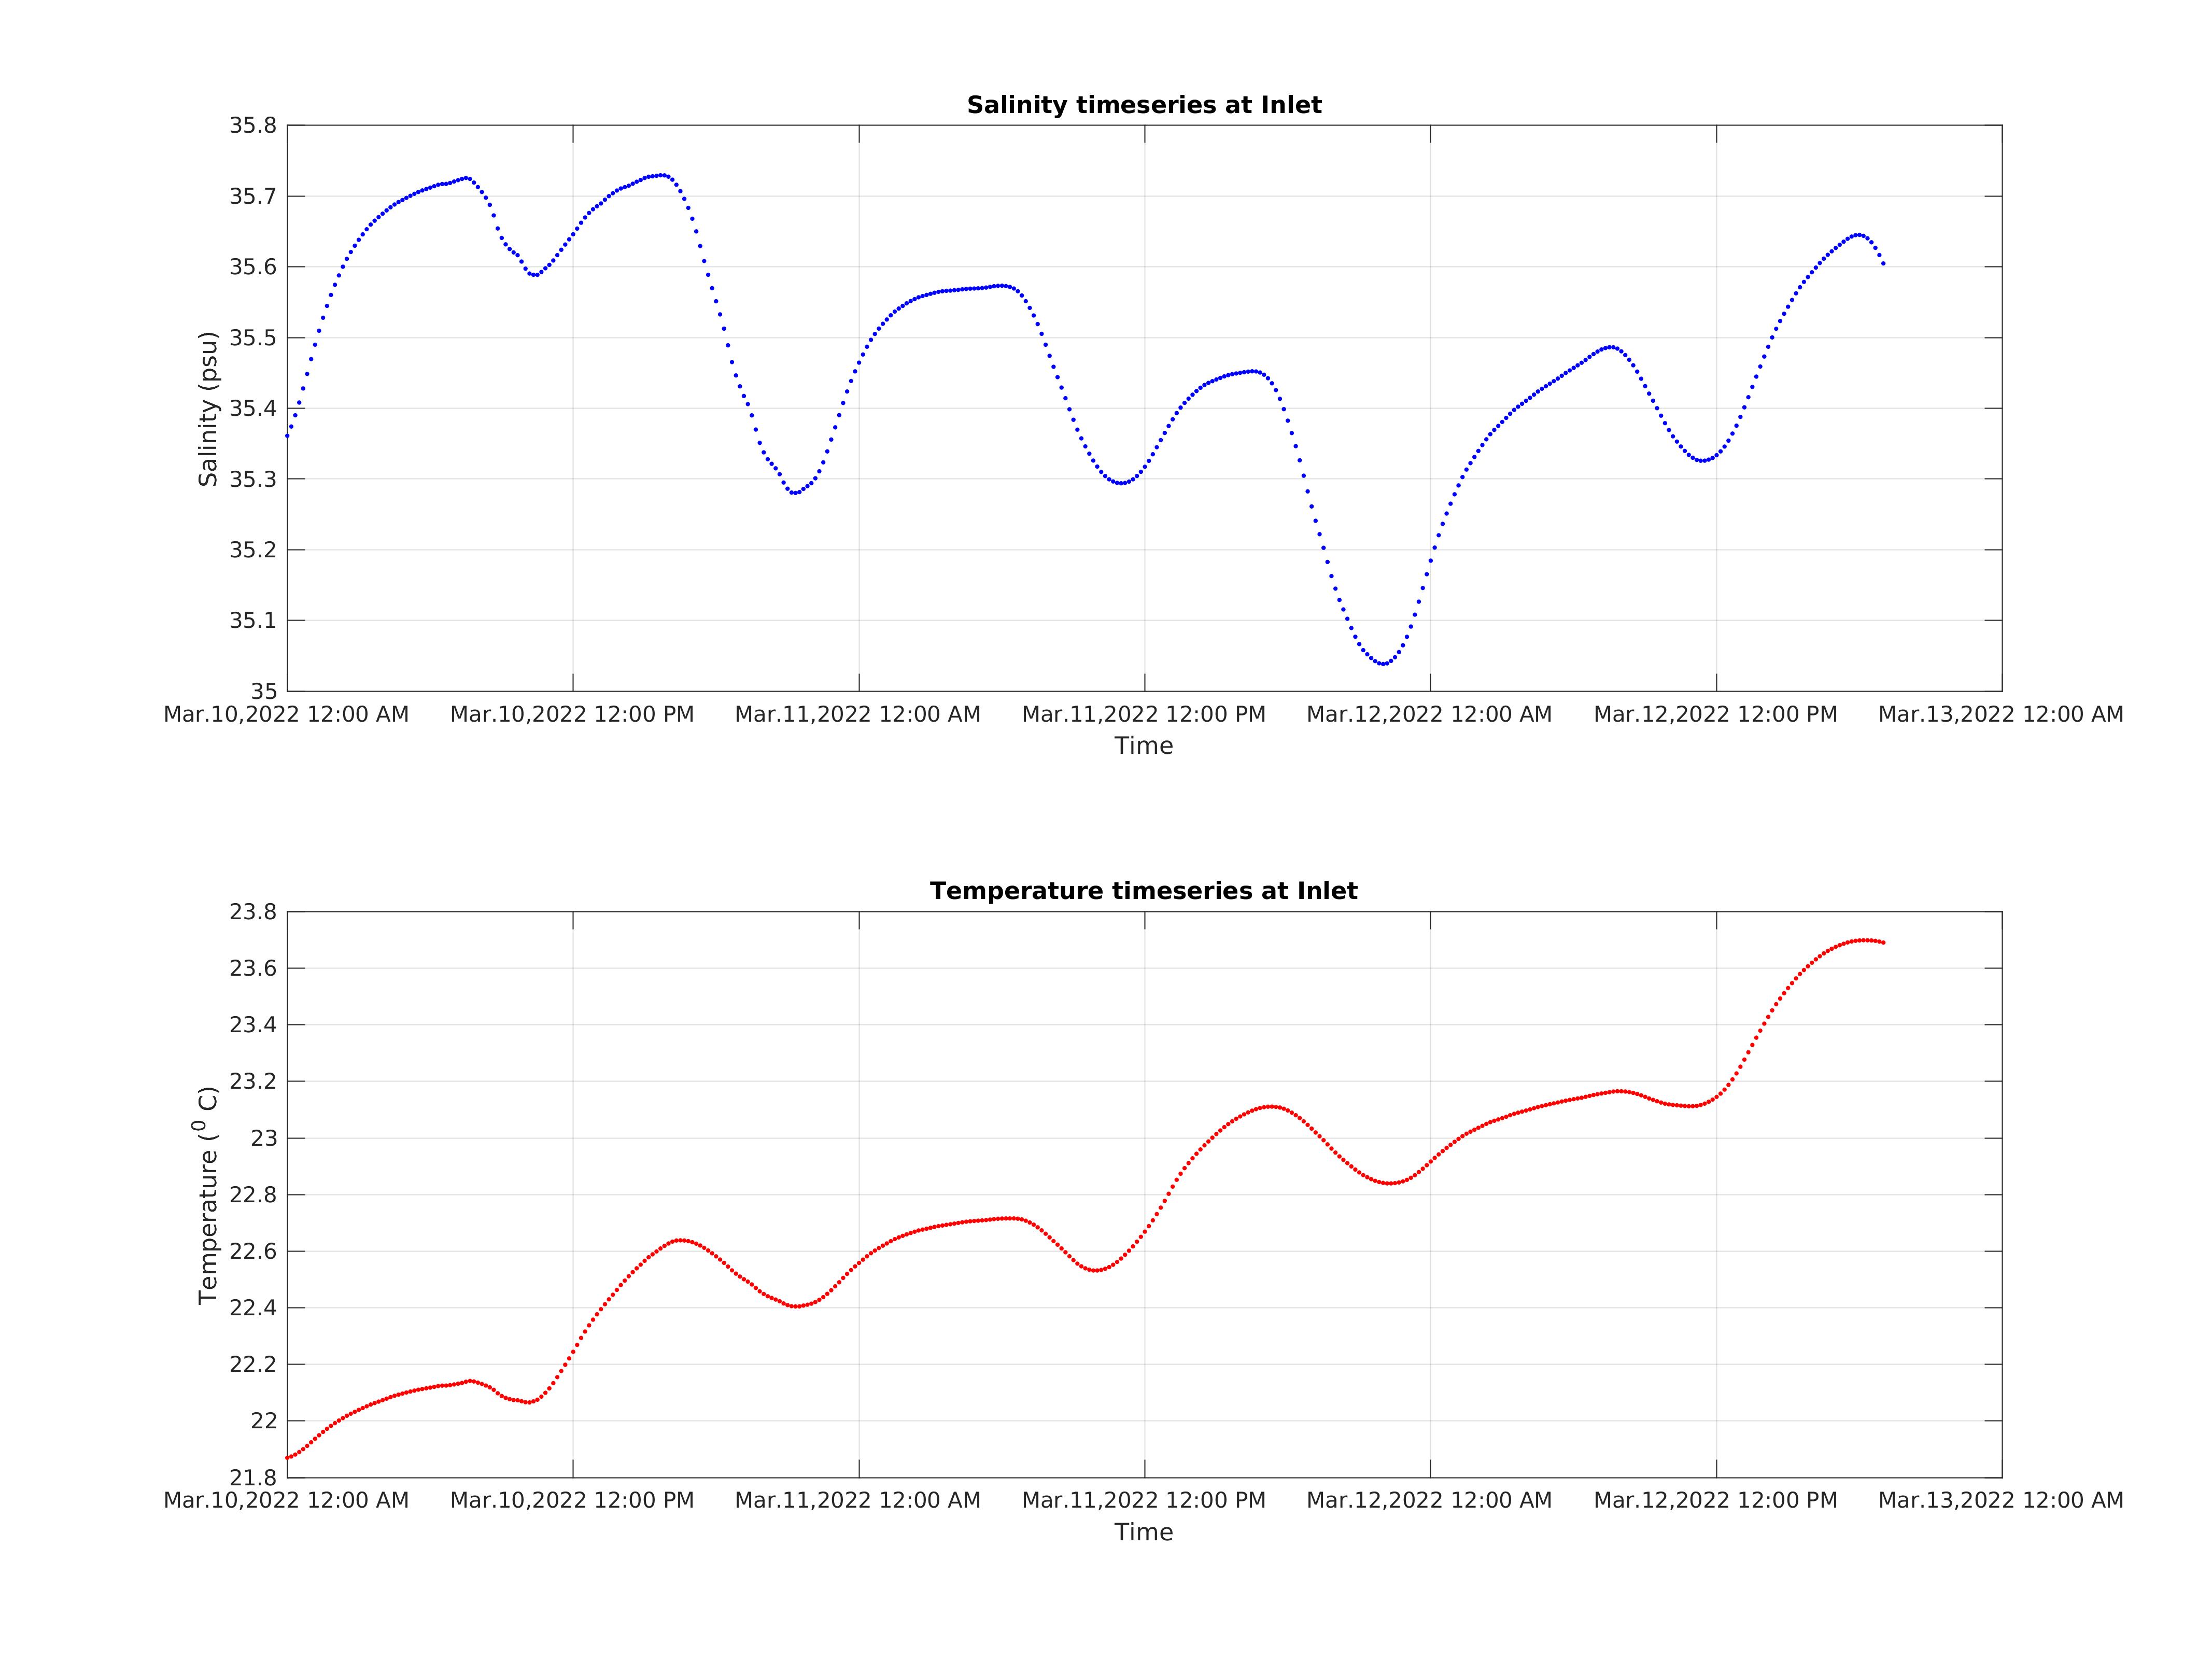 Salinity timeseries at Inlet
35.8
35.7
35.6
35.5
35.4
35.3
35.2
35.1
35
Salinity (psu)
Mar.10,2022 12:00 AM Mar.10,2022 12:00 PM Mar.11,2022 12:00 AM Mar.11,2022 12:00 PM Mar.12,2022 12:00 AM Mar.12,2022 12:00 PM Mar.13,2022 12:00 AM
Time
Temperature timeseries at Inlet
23.8
23.6
23.4
23.2
23
22.8
22.6
22.4
22.2
22
21.8
Temperature (⁰ C)
Mar.10,2022 12:00 AM Mar.10,2022 12:00 PM Mar.11,2022 12:00 AM Mar.11,2022 12:00 PM Mar.12,2022 12:00 AM Mar.12,2022 12:00 PM Mar.13,2022 12:00 AM
Time